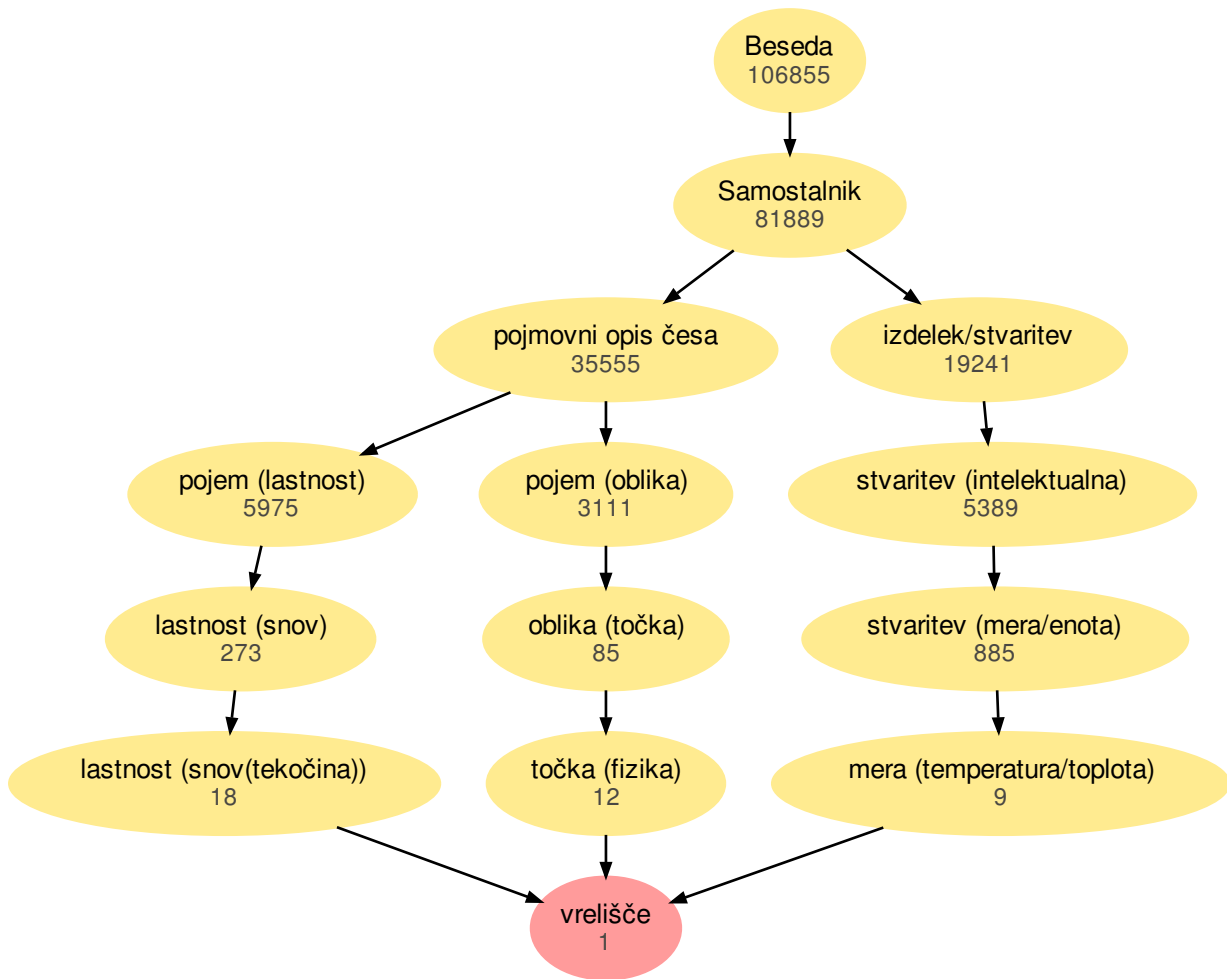 Beseda
106855
Samostalnik
81889
pojmovni opis česa
35555
izdelek/stvaritev
19241
pojem (lastnost)
5975
pojem (oblika)
3111
stvaritev (intelektualna)
5389
lastnost (snov)
273
oblika (točka)
85
stvaritev (mera/enota)
885
lastnost (snov(tekočina))
18
točka (fizika)
12
mera (temperatura/toplota)
9
vrelišče
1